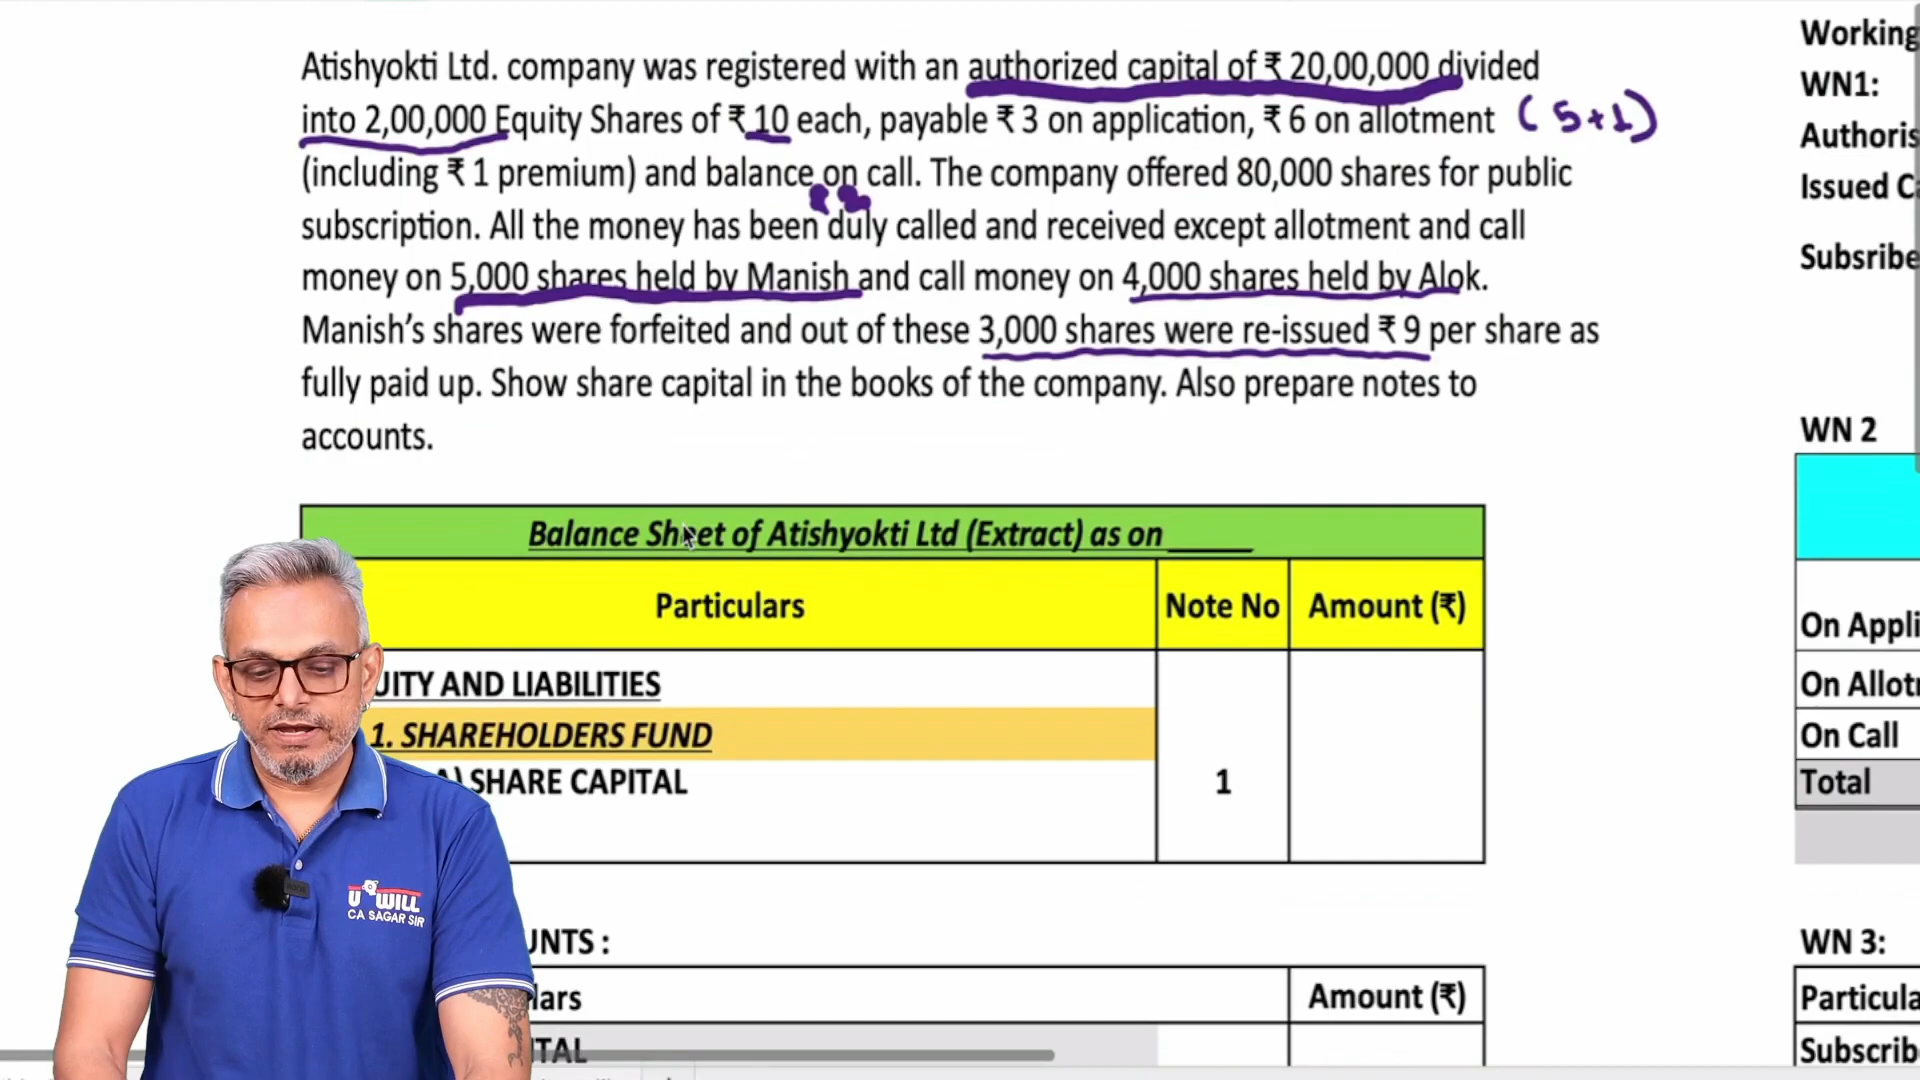 Atishyokti Ltd. company was registered with an authorized capital of ₹ 20,00,000 divided
into 2,00,000 Equity Shares of ₹ 10 each, payable ₹ 3 on application, ₹ 6 on allotment (5+1)
(including ₹ 1 premium) and balance on call. The company offered 80,000 shares for public
subscription. All the money has been duly called and received except allotment and call
money on 5,000 shares held by Manish and call money on 4,000 shares held by Alok.
Manish’s shares were forfeited and out of these 3,000 shares were re-issued ₹ 9 per share as
fully paid up. Show share capital in the books of the company. Also prepare notes to
accounts.
Balance Sheet of Atishyokti Ltd (Extract) as on _____
Particulars Note No Amount (₹)
UITY AND LIABILITIES
1. SHAREHOLDERS FUND
A) SHARE CAPITAL 1
UNTS :
lars Amount (₹)
ITAL
Working
WN1:
Authoris
Issued C
Subsribe
WN 2
On Appli
On Allot
On Call
Total
WN 3:
Particula
Subscrib
U WILL
CA SAGAR SIR